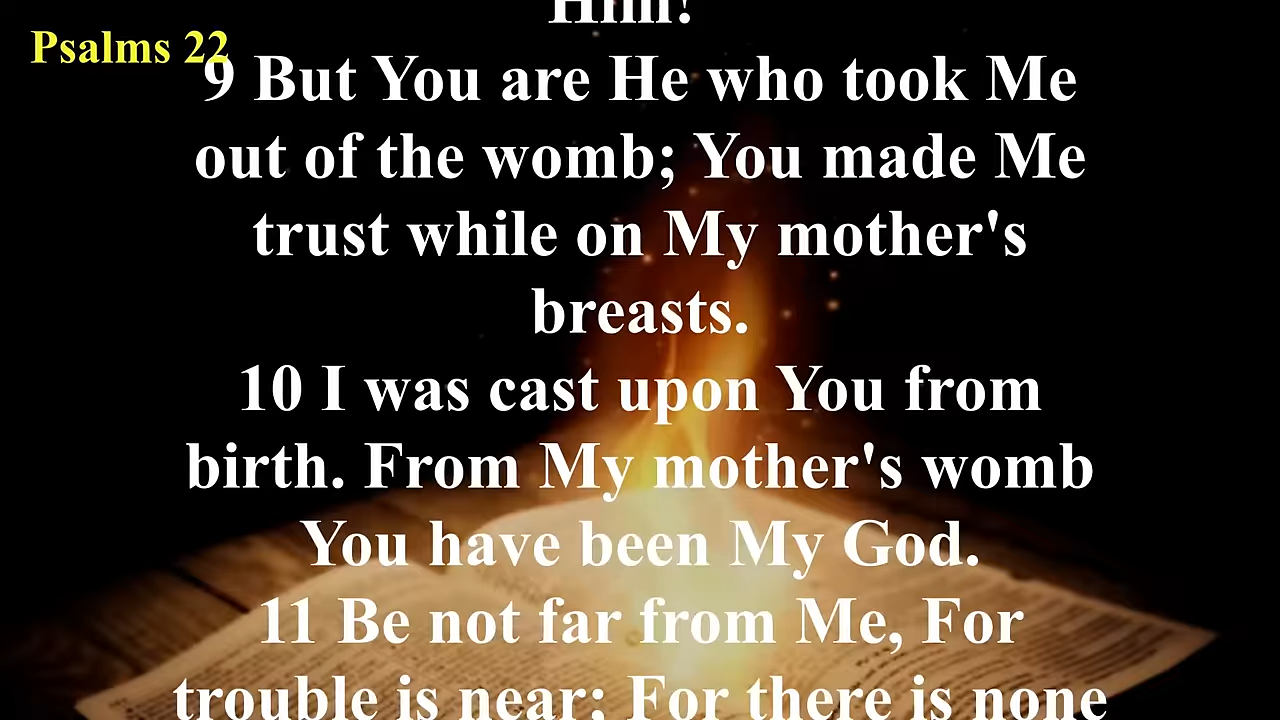 Him!
Psalms 22
9 But You are He who took Me
out of the womb; You made Me
trust while on My mother's
breasts.
10 I was cast upon You from
birth. From My mother's womb
You have been My God.
11 Be not far from Me, For
trouble is near; For there is none